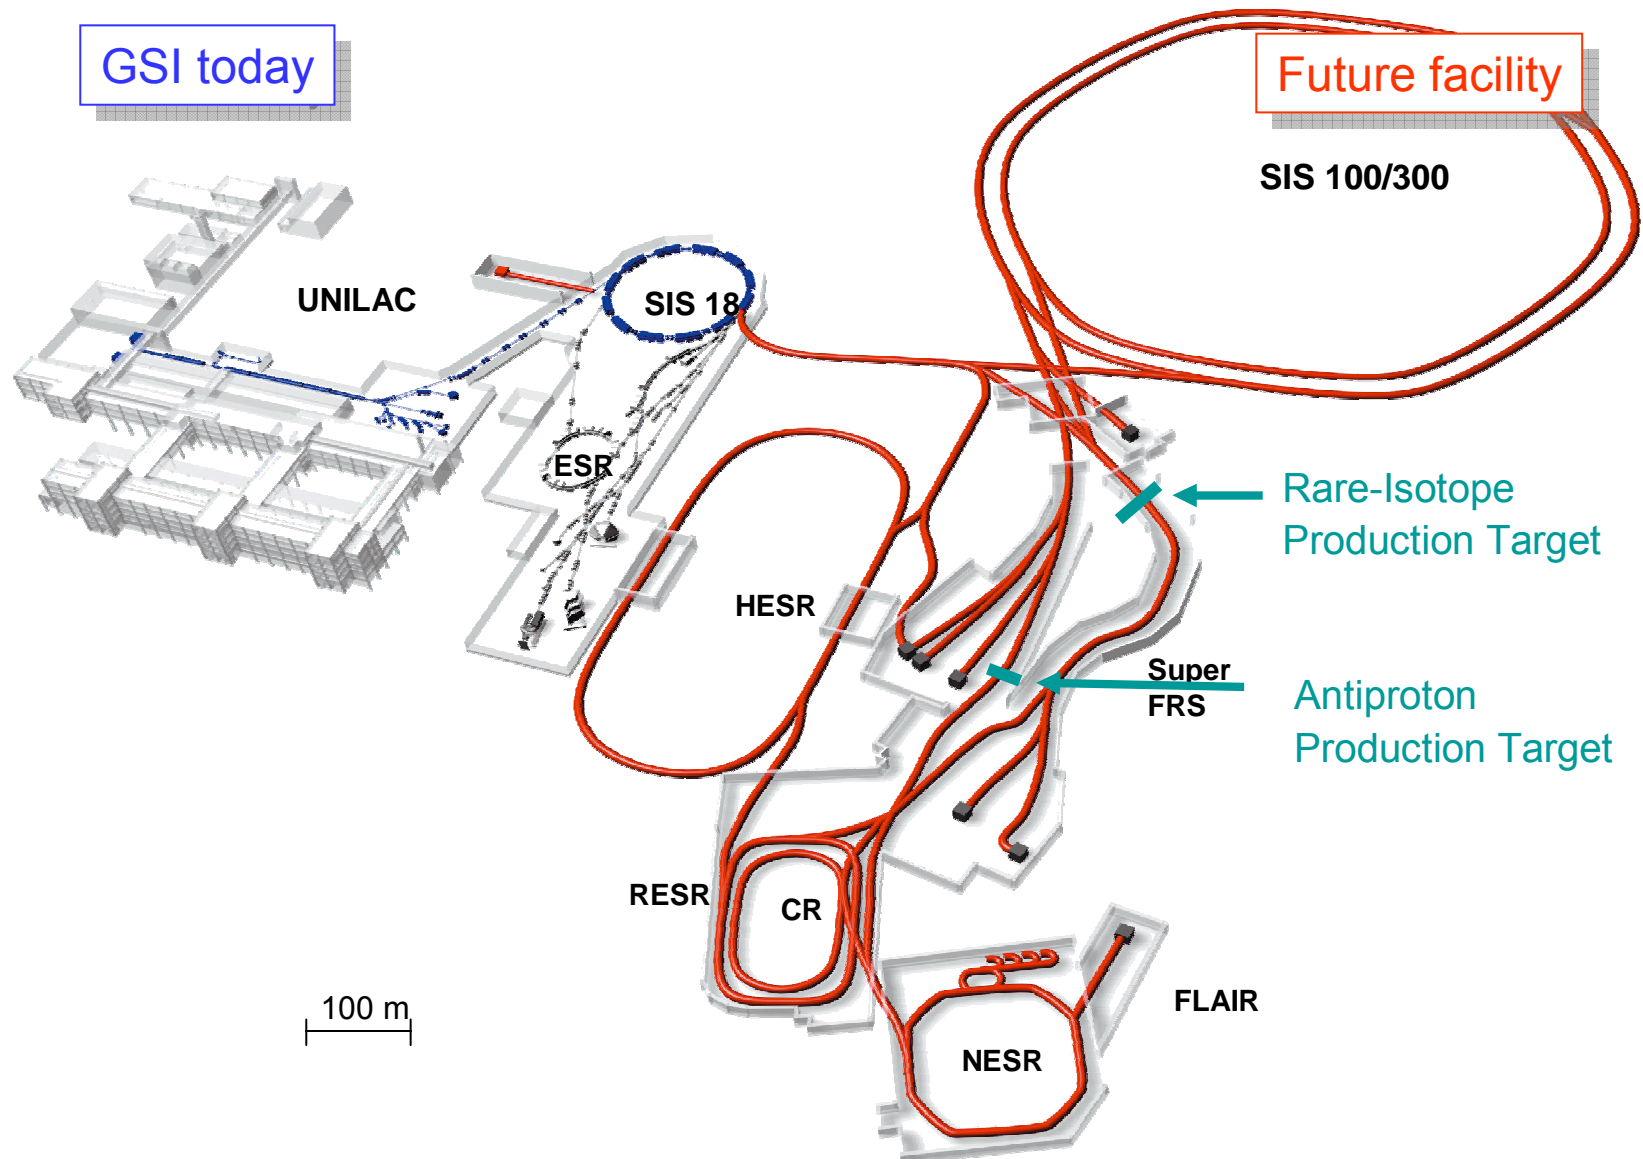 GSI today
Future facility
SIS 100/300
UNILAC
SIS 18
ESR
Rare-Isotope
Production Target
HESR
Super
FRS
Antiproton
Production Target
RESR
CR
100 m
FLAIR
NESR